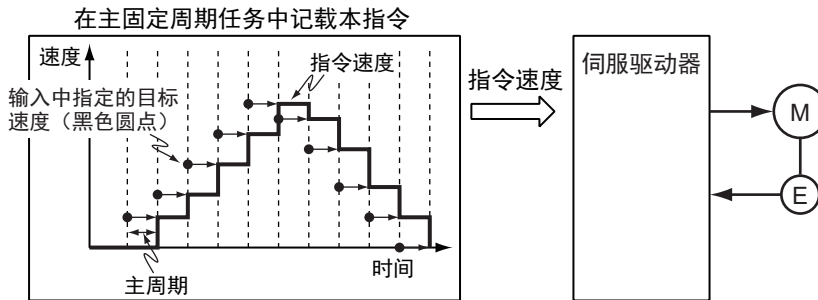 在主固定周期任务中记载本指令
速度
指令速度
输入中指定的目标
速度（黑色圆点）
主周期
时间
指令速度
伺服驱动器
M
E